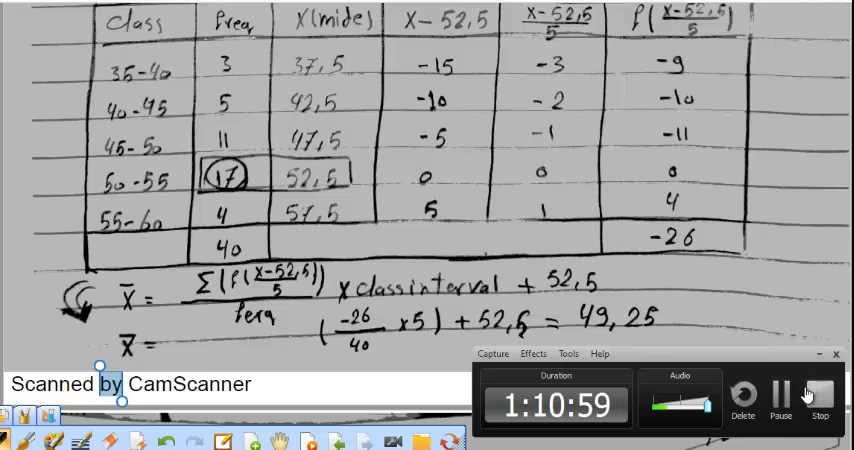 Class freq X(mide) X-52,5 X-52,5/5 f(X-52,5/5)
35-40 3 37,5 -15 -3 -9
40-45 5 42,5 -10 -2 -10
45-50 11 47,5 -5 -1 -11
50-55 17 52,5 0 0 0
55-60 4 57,5 5 1 4
40 -26
X̄ = Σ(f(X-52,5/5))/ferq X class interval + 52,5
X̄ = (-26/40 x5) + 52,5 = 49,25
Scanned by CamScanner
Capture Effects Tools Help
Duration Audio
1:10:59
Delete Pause Stop